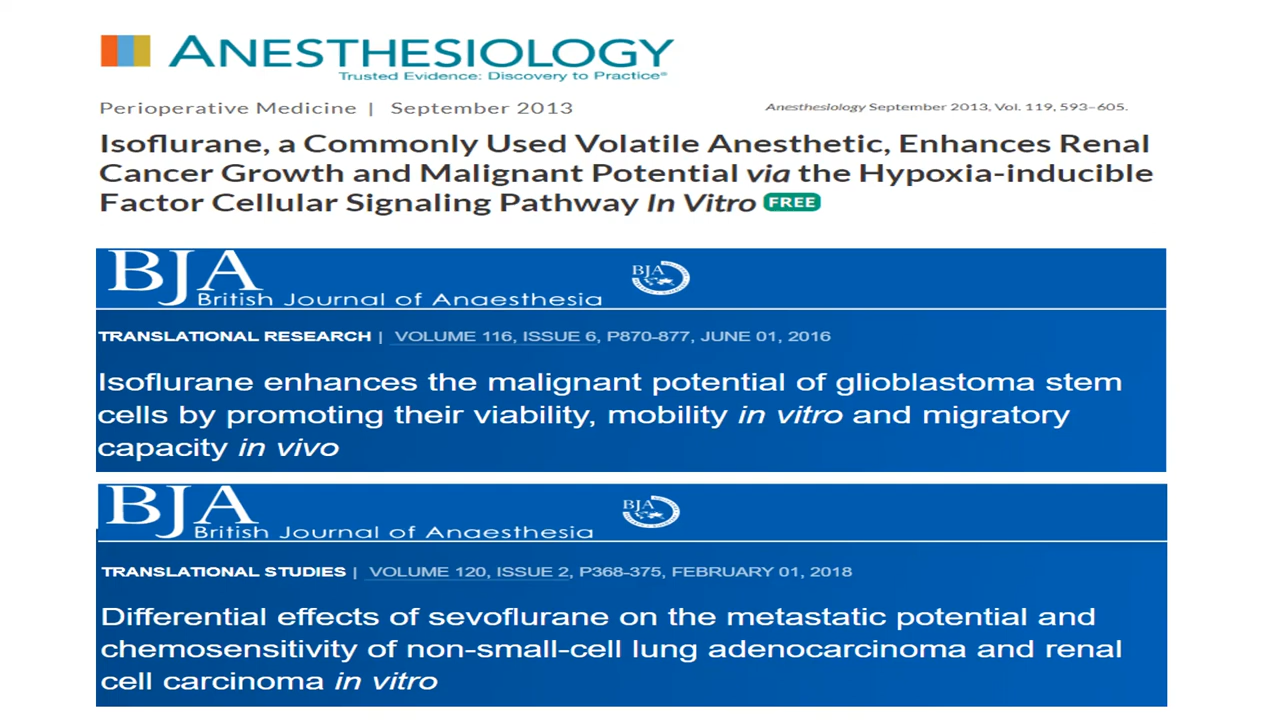 ANESTHESIOLOGY
Trusted Evidence: Discovery to Practice®
Perioperative Medicine | September 2013
Anesthesiology September 2013, Vol. 119, 593–605.
Isoflurane, a Commonly Used Volatile Anesthetic, Enhances Renal
Cancer Growth and Malignant Potential via the Hypoxia-inducible
Factor Cellular Signaling Pathway In Vitro FREE
BJA
British Journal of Anaesthesia
BJA
TRANSLATIONAL RESEARCH | VOLUME 116, ISSUE 6, P870-877, JUNE 01, 2016
Isoflurane enhances the malignant potential of glioblastoma stem
cells by promoting their viability, mobility in vitro and migratory
capacity in vivo
BJA
British Journal of Anaesthesia
BJA
TRANSLATIONAL STUDIES | VOLUME 120, ISSUE 2, P368-375, FEBRUARY 01, 2018
Differential effects of sevoflurane on the metastatic potential and
chemosensitivity of non-small-cell lung adenocarcinoma and renal
cell carcinoma in vitro